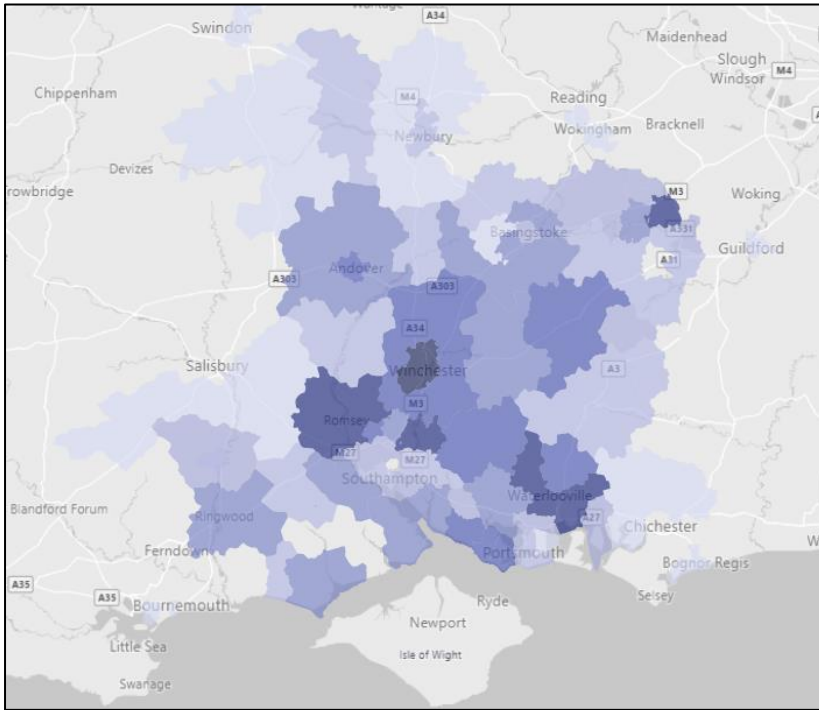 Wantage
A34
Swindon
Maidenhead
Slough
Windsor
M4
Chippenham
M4
Reading
Newbury
Wokingham
Bracknell
Devizes
Trowbridge
M3
Woking
Basingstoke
A331
Guildford
Andover
A31
A303
A303
A34
Salisbury
Winchester
A3
M3
Romsey
M27
M27
Southampton
Waterlooville
Blandford Forum
Ringwood
A27
Chichester
Ferndown
Portsmouth
Bognor Regis
A35
A35
Bournemouth
Ryde
Selsey
Newport
Little Sea
Isle of Wight
Swanage